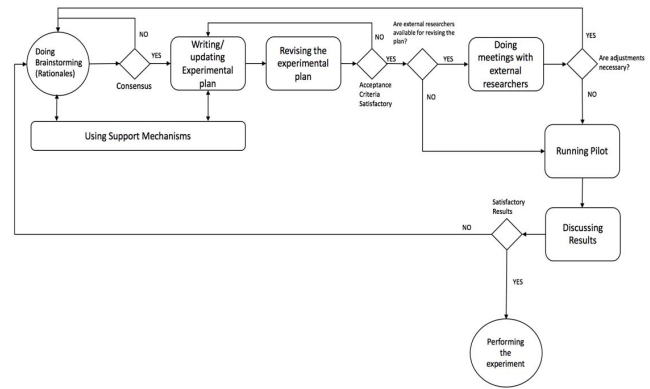 Are external researchers
available for revising the
plan?
YES
NO
NO
Doing
Brainstorming
(Rationales)
YES
Consensus
Writing/
updating
Experimental
plan
Revising the
experimental
plan
YES
Acceptance
Criteria
Satisfactory
YES
NO
Doing
meetings with
external
researchers
Are adjustments
necessary?
NO
Using Support Mechanisms
Running Pilot
Satisfactory
Results
NO
Discussing
Results
YES
Performing
the
experiment